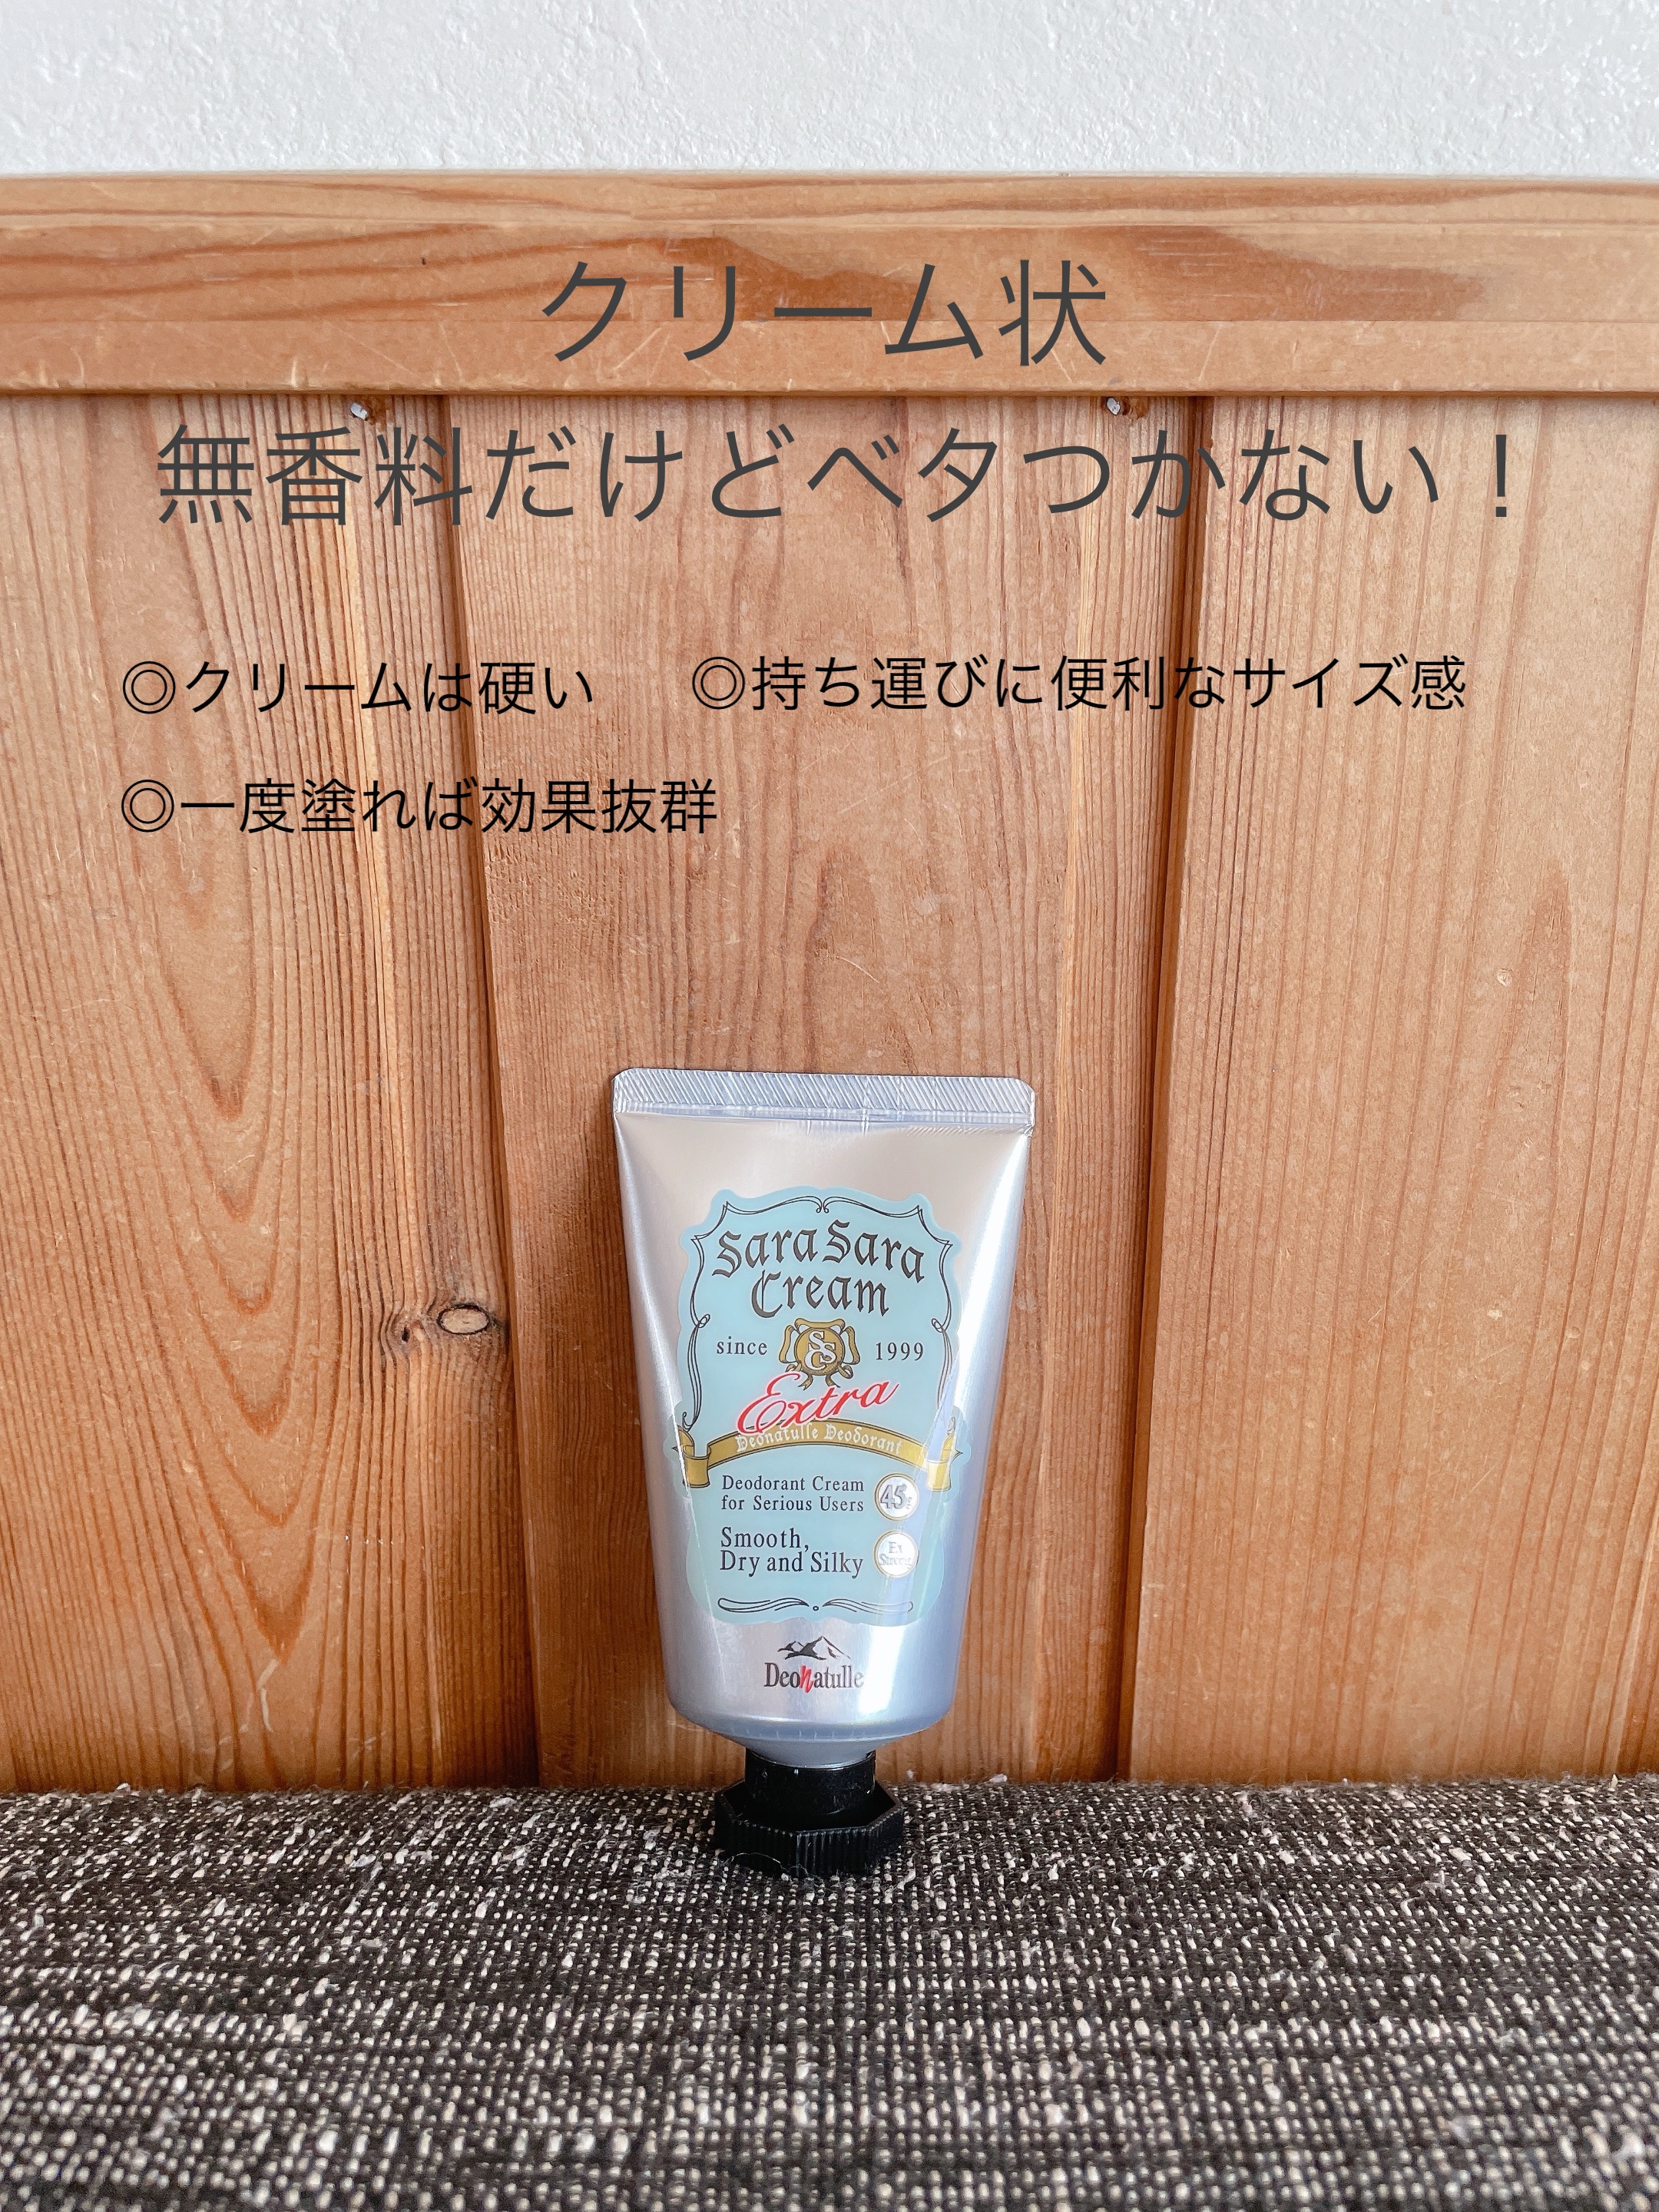 クリーム状
無香料だけどベタつかない！
◎クリームは硬い ◎持ち運びに便利なサイズ感
◎一度塗れば効果抜群
Sara Sara
Cream
since SSC 1999
Extra
Deonatulle Deodorant
Deodorant Cream
for Serious Users
45g
Smooth,
Dry and Silky
Ex
Strong
Deonatulle